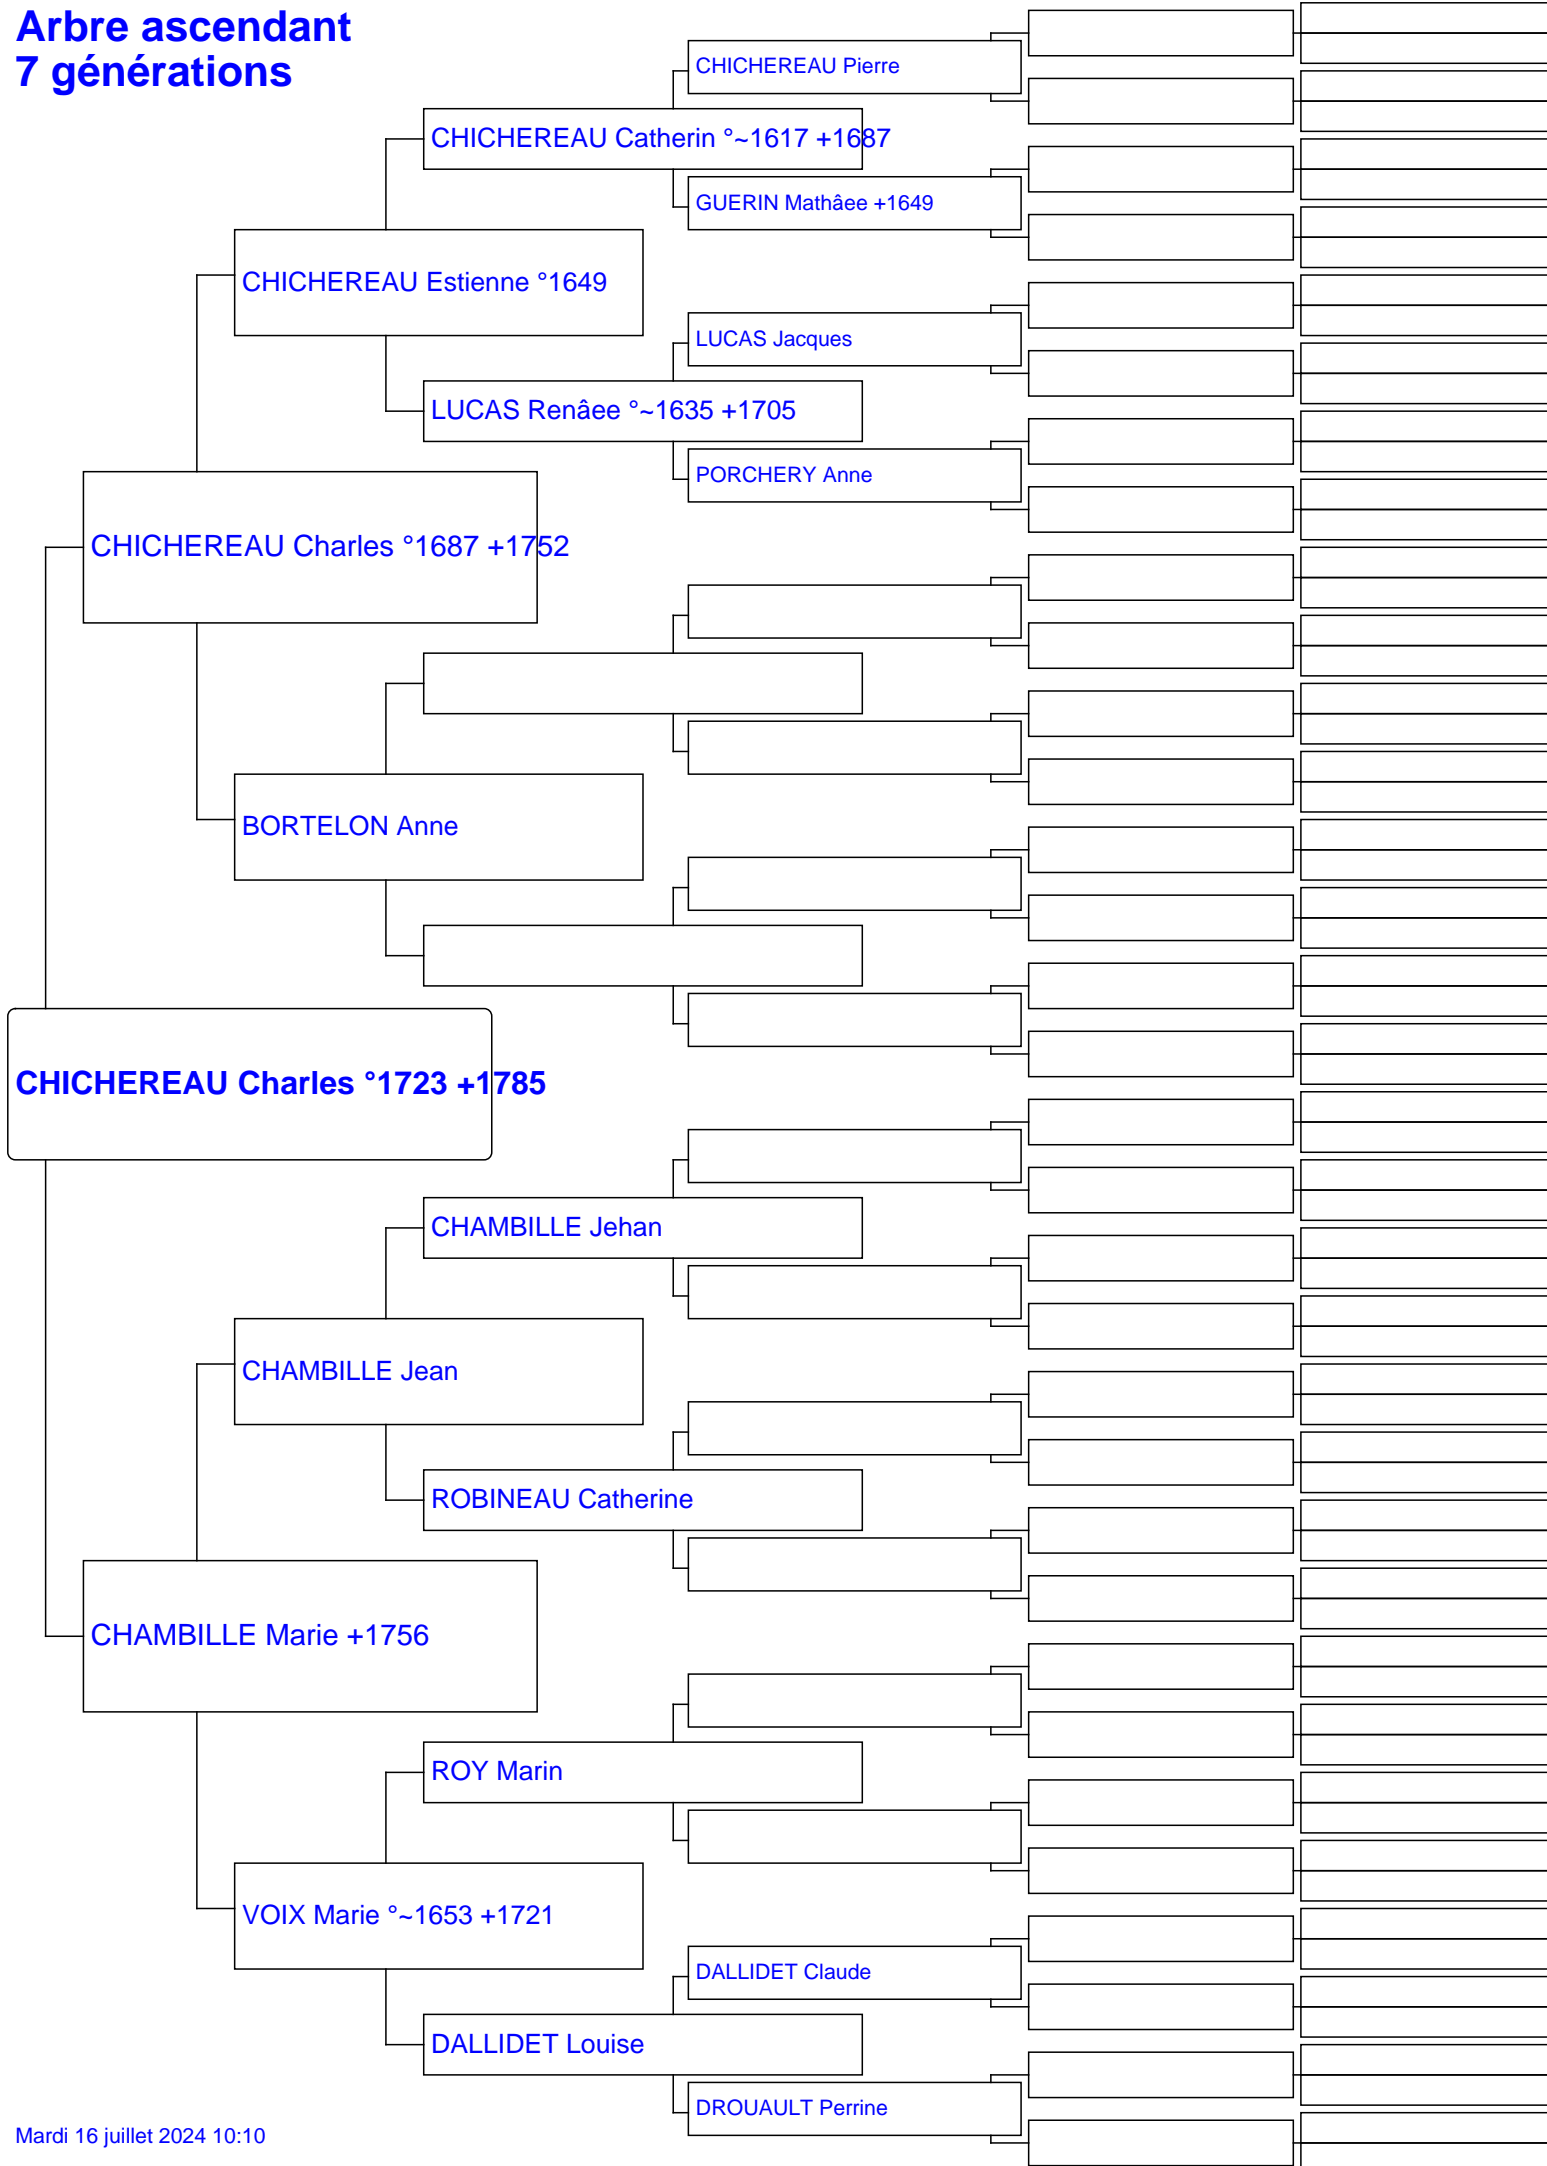 Arbre ascendant
7 générations
CHICHEREAU Pierre
CHICHEREAU Catherin °~1617 +1687
GUERIN Mathâee +1649
CHICHEREAU Estienne °1649
LUCAS Jacques
LUCAS Renâee °~1635 +1705
PORCHERY Anne
CHICHEREAU Charles °1687 +1752
BORTELON Anne
CHICHEREAU Charles °1723 +1785
CHAMBILLE Jehan
CHAMBILLE Jean
ROBINEAU Catherine
CHAMBILLE Marie +1756
ROY Marin
VOIX Marie °~1653 +1721
DALLIDET Claude
DALLIDET Louise
DROUAULT Perrine
Mardi 16 juillet 2024 10:10